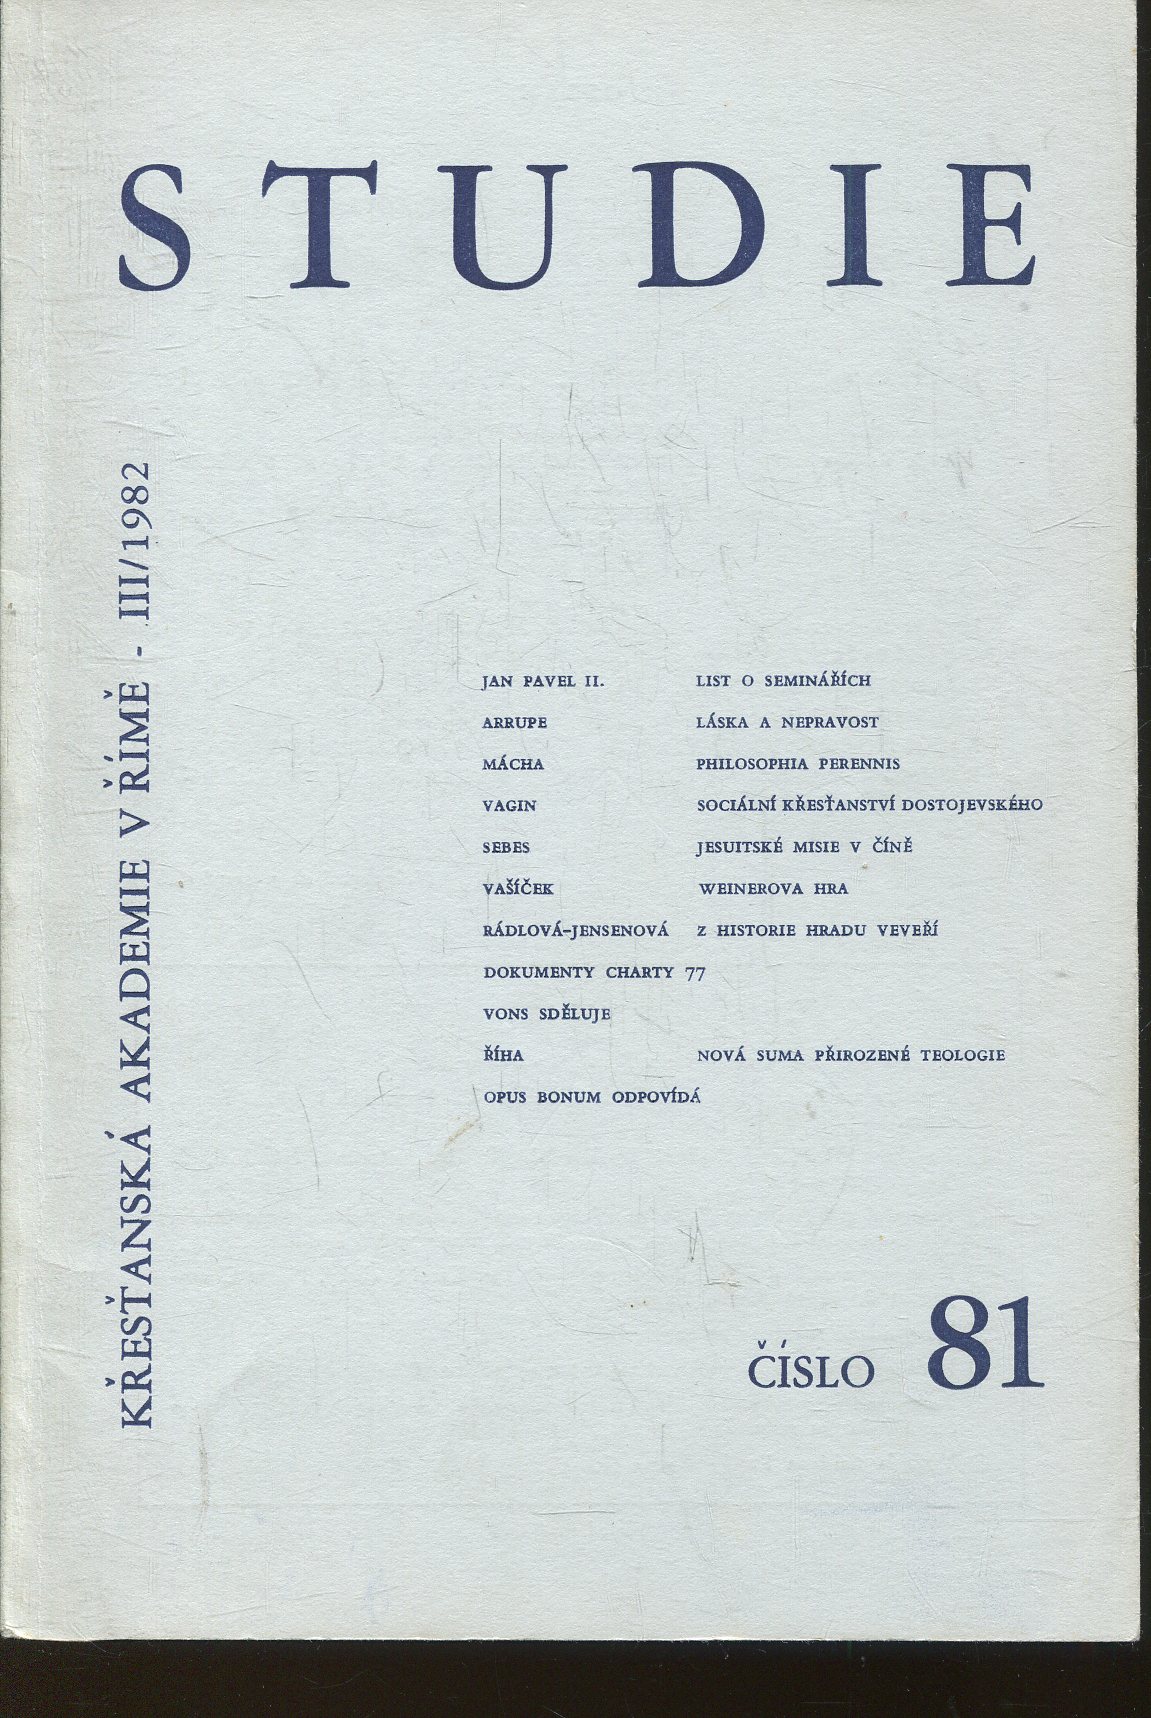 STUDIE
KŘESŤANSKÁ AKADEMIE V ŘÍMĚ - III/1982
JAN PAVEL II. LIST O SEMINÁŘÍCH
ARRUPE LÁSKA A NEPRAVOST
MÁCHA PHILOSOPHIA PERENNIS
VAGIN SOCIÁLNÍ KŘESŤANSTVÍ DOSTOJEVSKÉHO
SEBES JESUITSKÉ MISIE V ČÍNĚ
VAŠÍČEK WEINEROVA HRA
RÁDLOVÁ-JENSENOVÁ Z HISTORIE HRADU VEVEŘÍ
DOKUMENTY CHARTY 77
VONS SDĚLUJE
ŘÍHA NOVÁ SUMA PŘIROZENÉ TEOLOGIE
OPUS BONUM ODPOVÍDÁ
ČÍSLO 81